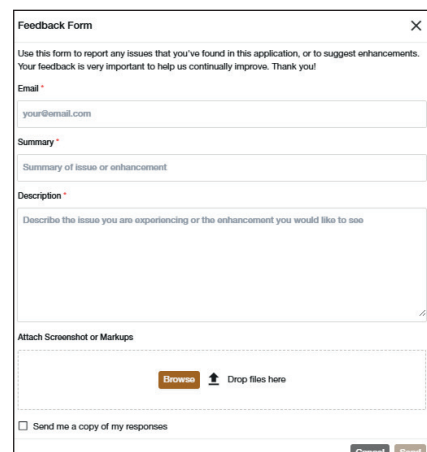 Feedback Form
Use this form to report any issues that you've found in this application, or to suggest enhancements.
Your feedback is very important to help us continually improve. Thank you!
Email *
your@email.com
Summary *
Summary of issue or enhancement
Description *
Describe the issue you are experiencing or the enhancement you would like to see
Attach Screenshot or Markups
Browse Drop files here
Send me a copy of my responses
Cancel Send